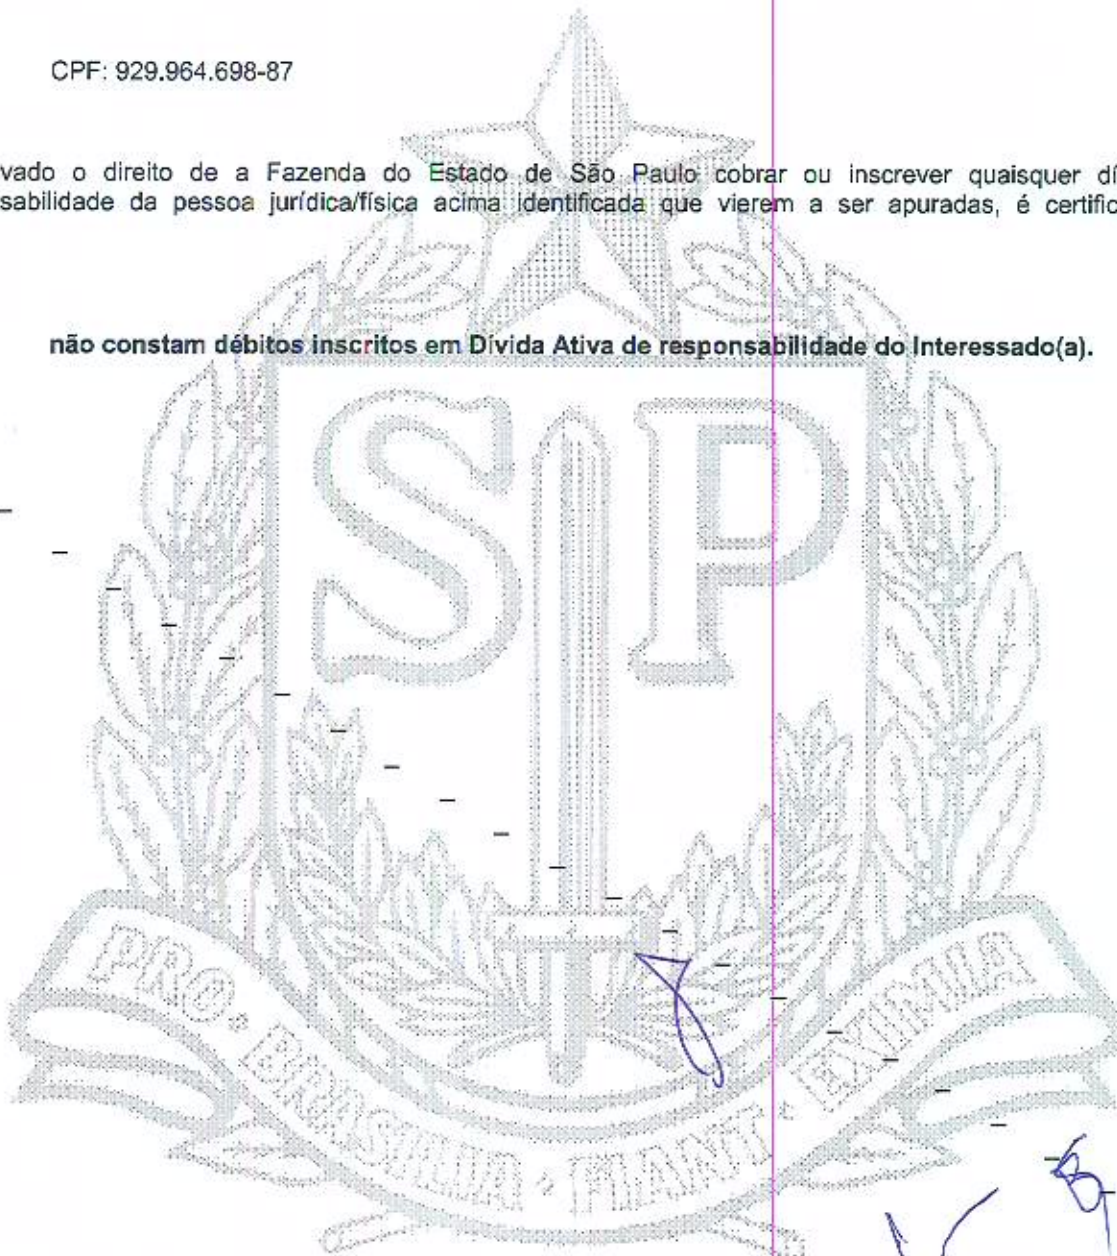 CPF: 929.964.698-87
vado o direito de a Fazenda do Estado de São Paulo cobrar ou inscrever quaisquer dí
sabilidade da pessoa jurídica/física acima identificada que vierem a ser apuradas, é certific
não constam débitos inscritos em Dívida Ativa de responsabilidade do Interessado(a).
SP
PRO · BRASILIA · FIANT · EXIMIA